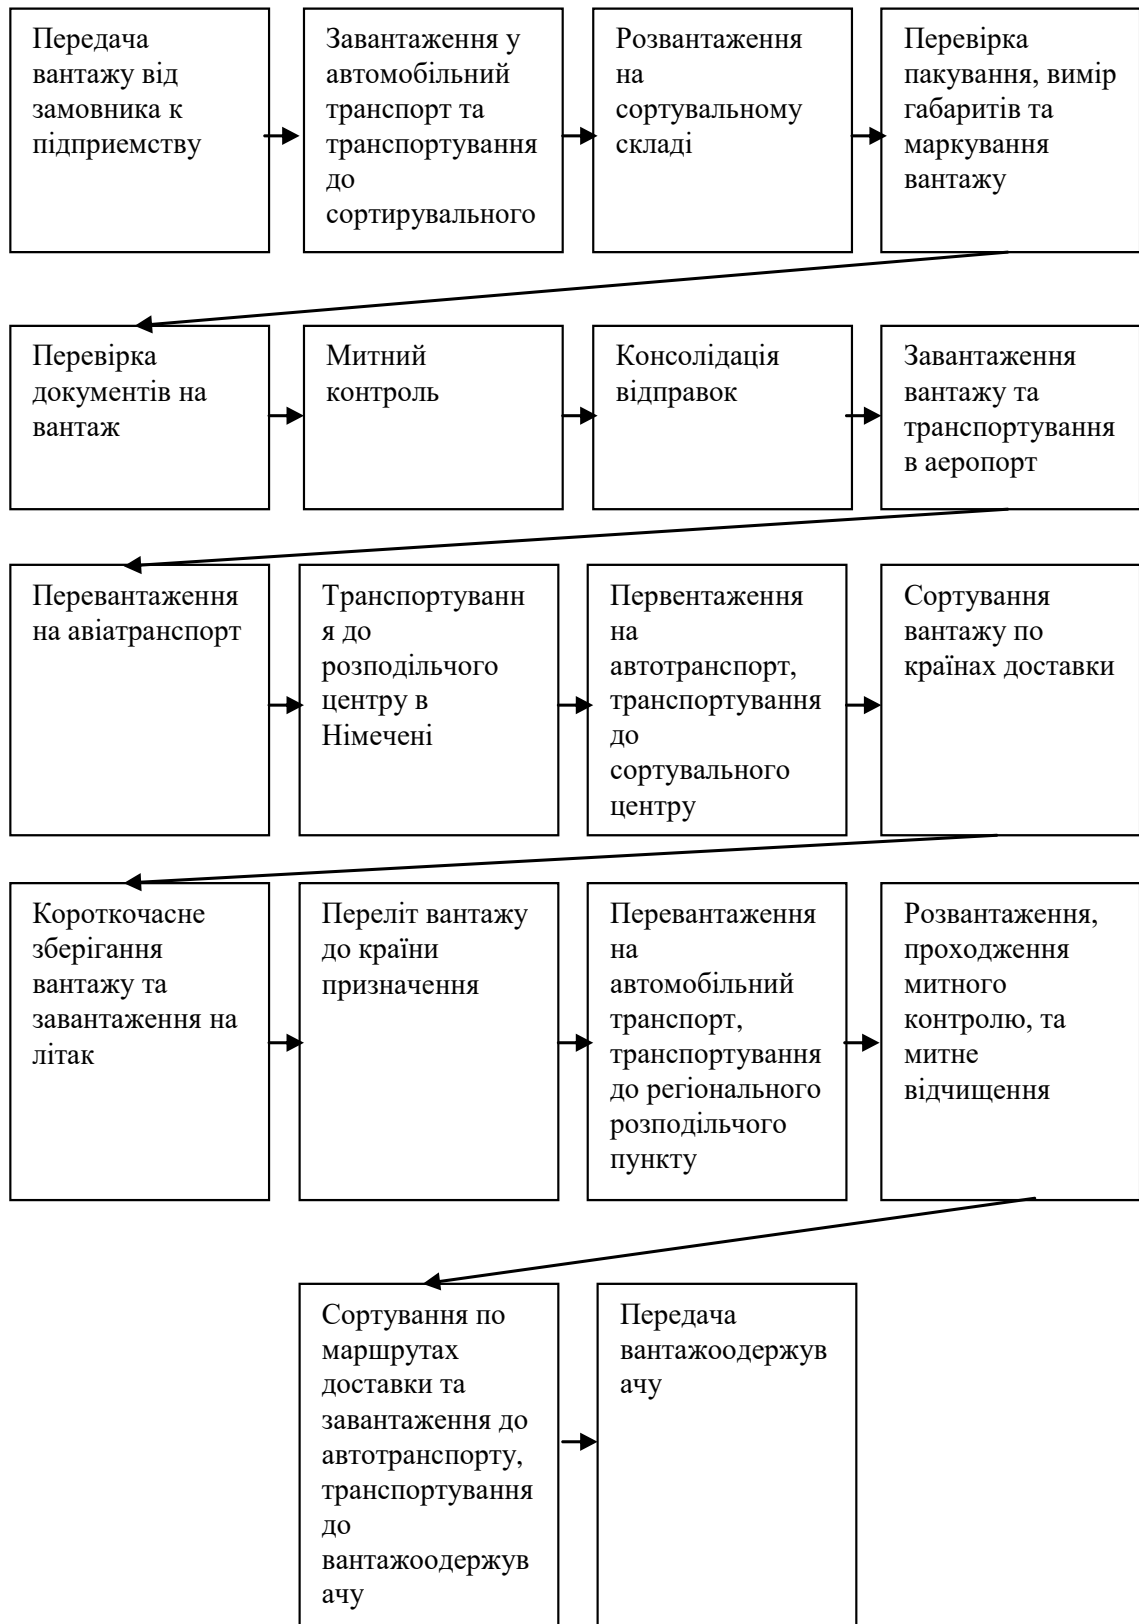 Передача
вантажу від
замовника к
підприемству
Завантаження у
автомобільний
транспорт та
транспортування
до
сортирувального
Розвантаження
на
сортувальному
складі
Перевірка
пакування, вимір
габаритів та
маркування
вантажу
Перевірка
документів на
вантаж
Митний
контроль
Консолідація
відправок
Завантаження
вантажу та
транспортування
в аеропорт
Перевантаження
на авіатранспорт
Транспортуванн
я до
розподільчого
центру в
Німечені
Первентаження
на
автотранспорт,
транспортування
до
сортувального
центру
Сортування
вантажу по
країнах доставки
Короткочасне
зберігання
вантажу та
завантаження на
літак
Переліт вантажу
до країни
призначення
Перевантаження
на
автомобільний
транспорт,
транспортування
до регіонального
розподільчого
пункту
Розвантаження,
проходження
митного
контролю, та
митне
відчищення
Сортування по
маршрутах
доставки та
завантаження до
автотранспорту,
транспортування
до
вантажоодержув
ачу
Передача
вантажоодержув
ачу